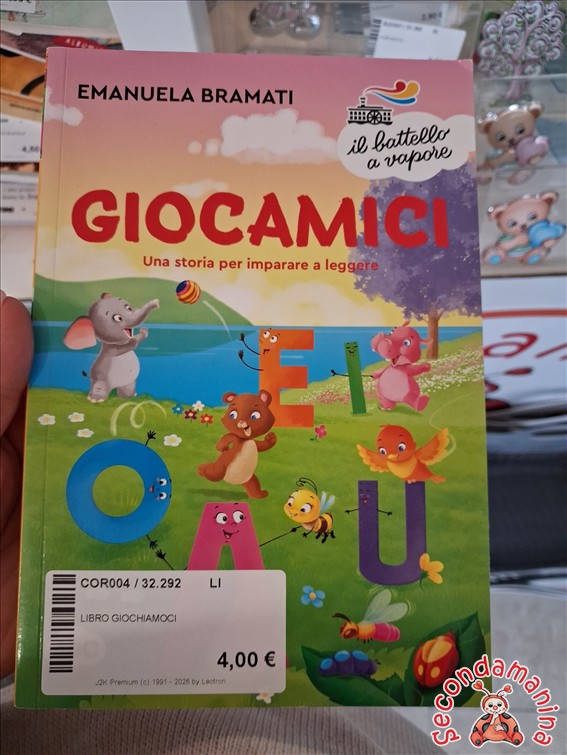 EMANUELA BRAMATI
il battello
a vapore
GIOCAMICI
Una storia per imparare a leggere
E
I
O
A
U
COR004 / 32.292 LI
LIBRO GIOCHIAMOCI
4,00 €
J2K Premium (c) 1991 - 2026 by Leotron
Secondamanina